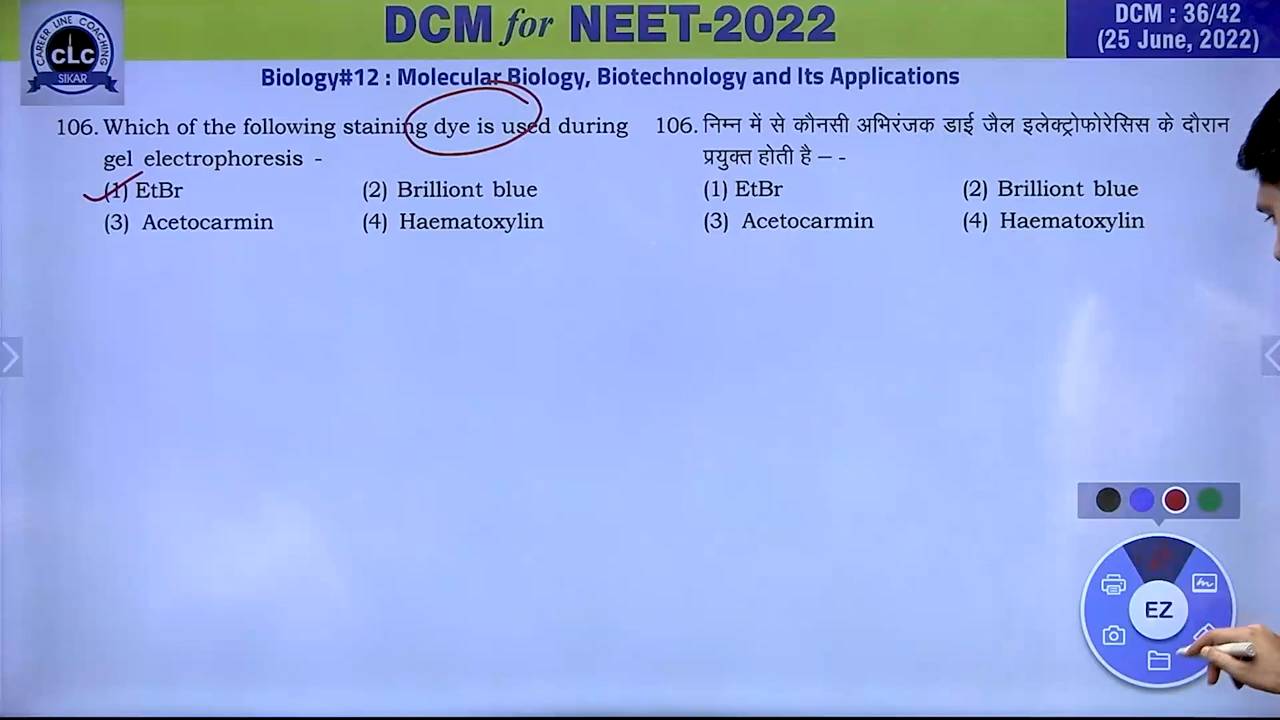 DCM for NEET-2022
DCM : 36/42
(25 June, 2022)
CAREER LINE COACHING
CLC
SIKAR
Biology#12 : Molecular Biology, Biotechnology and Its Applications
106. Which of the following staining dye is used during
gel electrophoresis -
(1) EtBr (2) Brilliont blue
(3) Acetocarmin (4) Haematoxylin
106. निम्न में से कौनसी अभिरंजक डाई जैल इलेक्ट्रोफोरेसिस के दौरान
प्रयुक्त होती है – -
(1) EtBr (2) Brilliont blue
(3) Acetocarmin (4) Haematoxylin
EZ